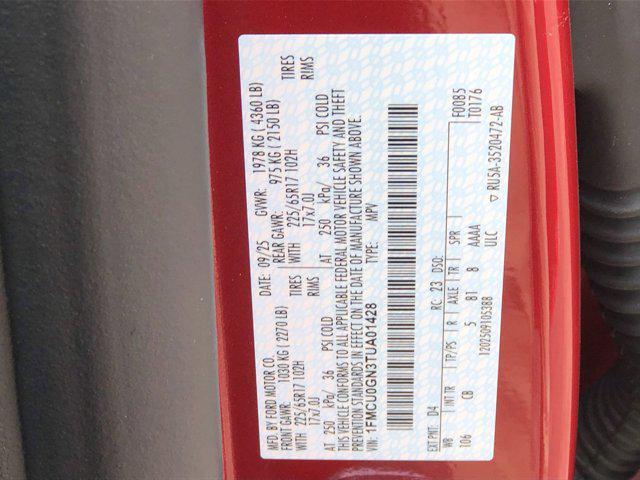 MFD. BY FORD MOTOR CO.
DATE: 09/25 GVWR: 1978 KG ( 4360 LB)
FRONT GAWR: 1030 KG ( 2270 LB) REAR GAWR: 975 KG ( 2150 LB)
225/65R17 102H WITH 225/65R17 102H TIRES
17x7.0J 17x7.0J RIMS
AT 250 kPa/ 36 PSI COLD AT 250 kPa/ 36 PSI COLD
THIS VEHICLE CONFORMS TO ALL APPLICABLE FEDERAL MOTOR VEHICLE SAFETY AND THEFT
PREVENTION STANDARDS IN EFFECT ON THE DATE OF MANUFACTURE SHOWN ABOVE.
VIN: 1FMCU0GN3TUA01428 TYPE: MPV
F0085
EXT PNT: D4 RC: 23 DSO: T0176
WB INT TR TP/PS R AXLE TR SPR
106 CB 5 81 8 AAAA
1202509105388 ULC ▽ RU5A-3520472-AB
TIRES
RIMS
WITH